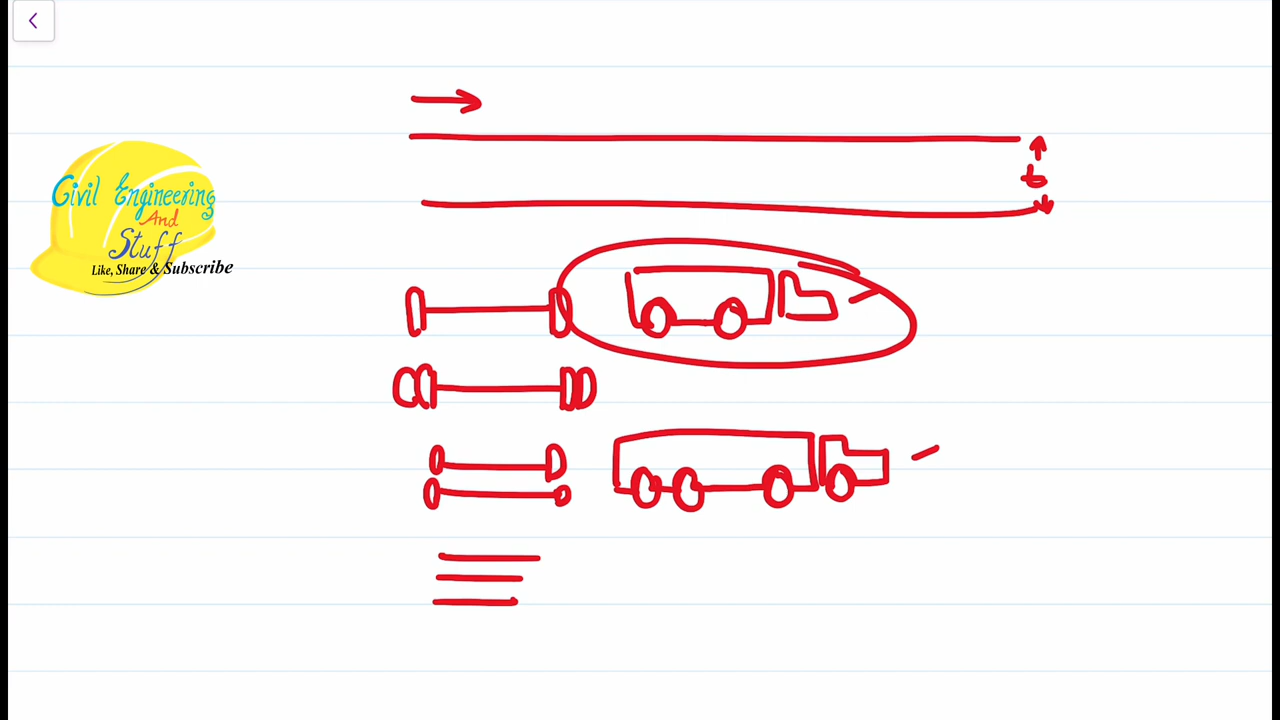 t
Civil Engineering
And
Stuff
Like, Share & Subscribe